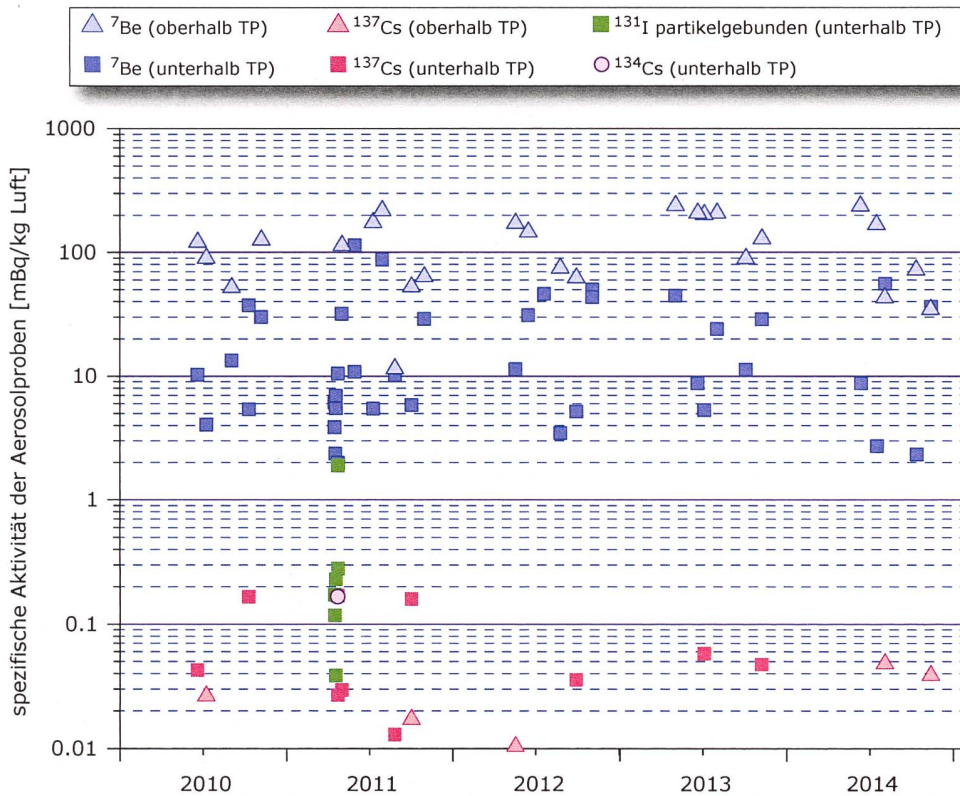 ⁷Be (oberhalb TP) ¹³⁷Cs (oberhalb TP) ¹³¹I partikelgebunden (unterhalb TP)
⁷Be (unterhalb TP) ¹³⁷Cs (unterhalb TP) ¹³⁴Cs (unterhalb TP)
spezifische Aktivität der Aerosolproben [mBq/kg Luft]
1000
100
10
1
0.1
0.01
2010 2011 2012 2013 2014